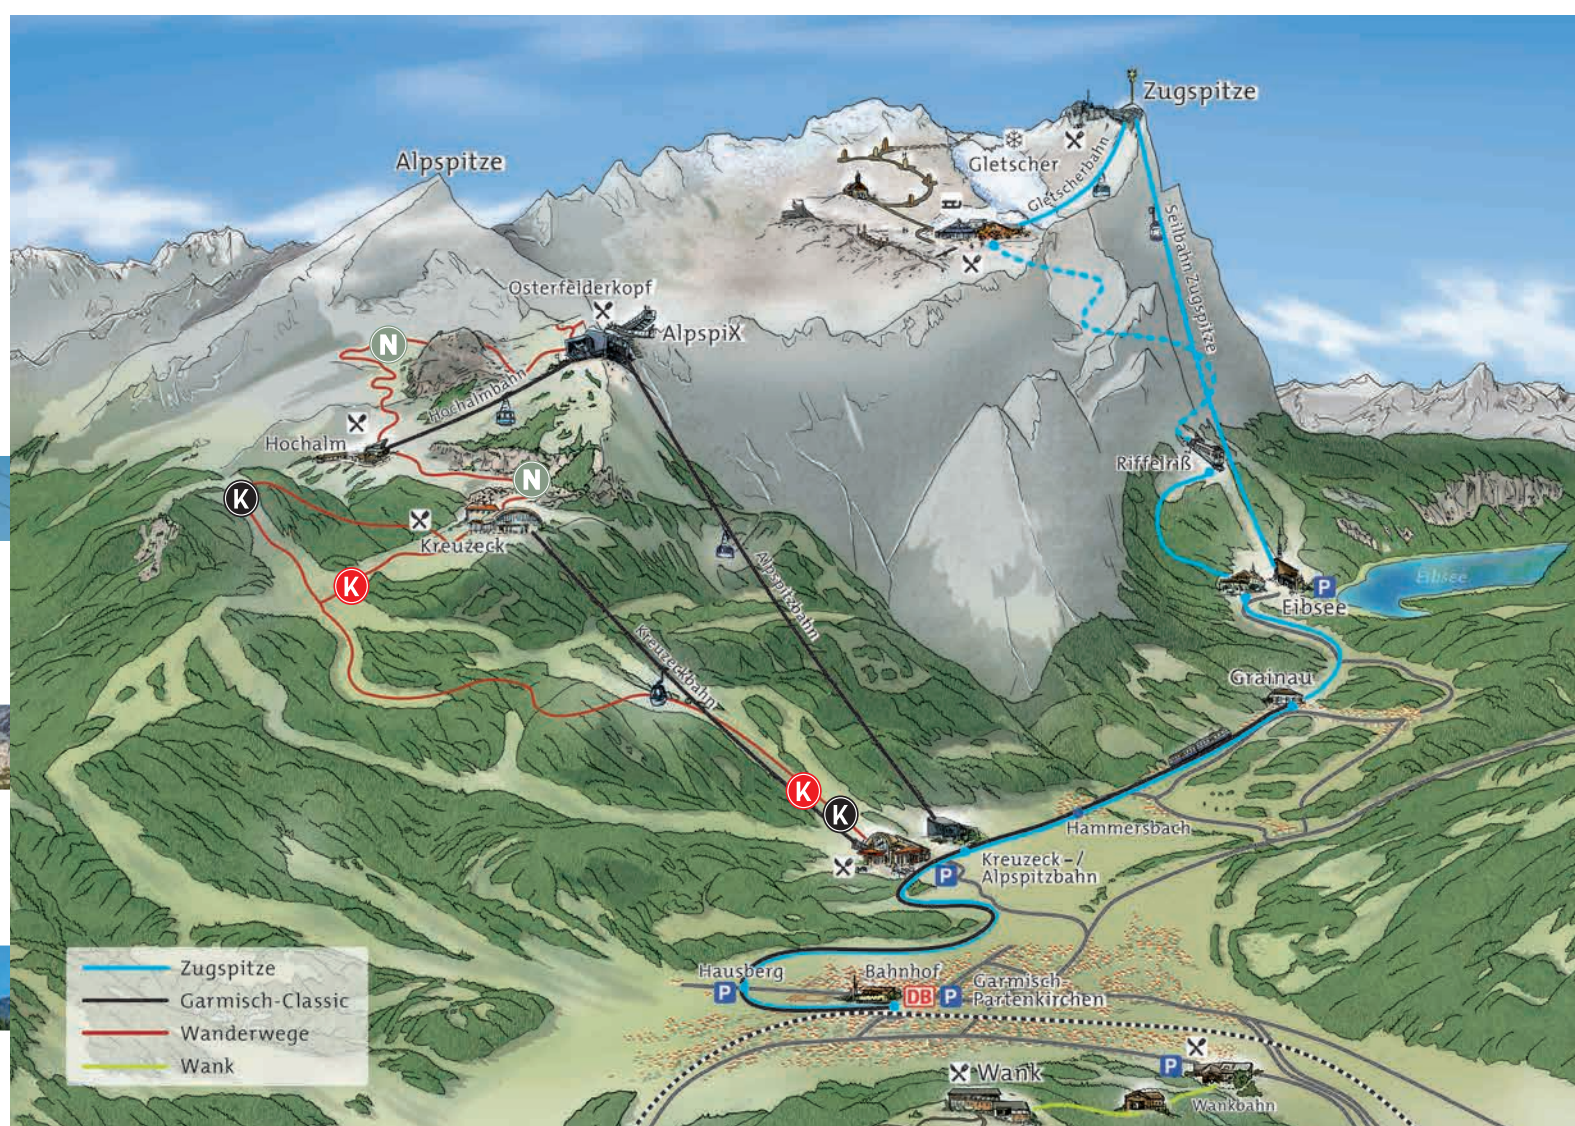 Zugspitze
Alpspitze
Gletscher
Gletscherbahn
Seilbahn Zugspitze
Osterfelderkopf
AlpspiX
N
Hochalmbahn
Hochalm
Riffelriß
N
K
Kreuzeck
Alpspitzbahn
K
Eibsee
P
Eibsee
Kreuzeckbahn
Grainau
K
K
Hammersbach
Kreuzeck-/
Alpspitzbahn
P
Hausberg
P
Bahnhof
DB
P
Garmisch-
Partenkirchen
Zugspitze
Garmisch-Classic
Wanderwege
Wank
Wank
P
Wankbahn